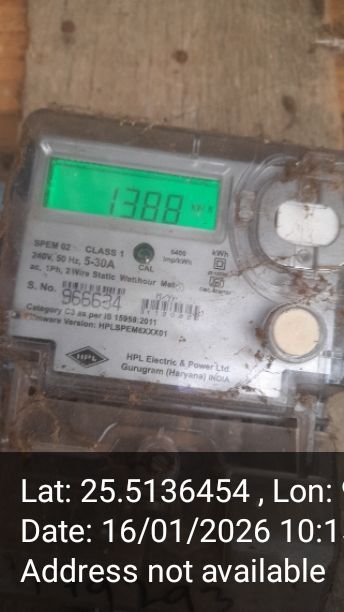 1388
SPEM 02 CLASS 1
240V, 50 Hz, 5-30A
CAL
6400
Imp/kWh
kWh
ac, 1Ph, 2 Wire Static Watthour Meter
S. No. 966634
Category C3 as per IS 15959:2011
Firmware Version: HPLSPEM6XXX01
HPL
HPL Electric & Power Ltd.
Gurugram (Haryana) INDIA
Lat: 25.5136454 , Lon:
Date: 16/01/2026 10:1
Address not available